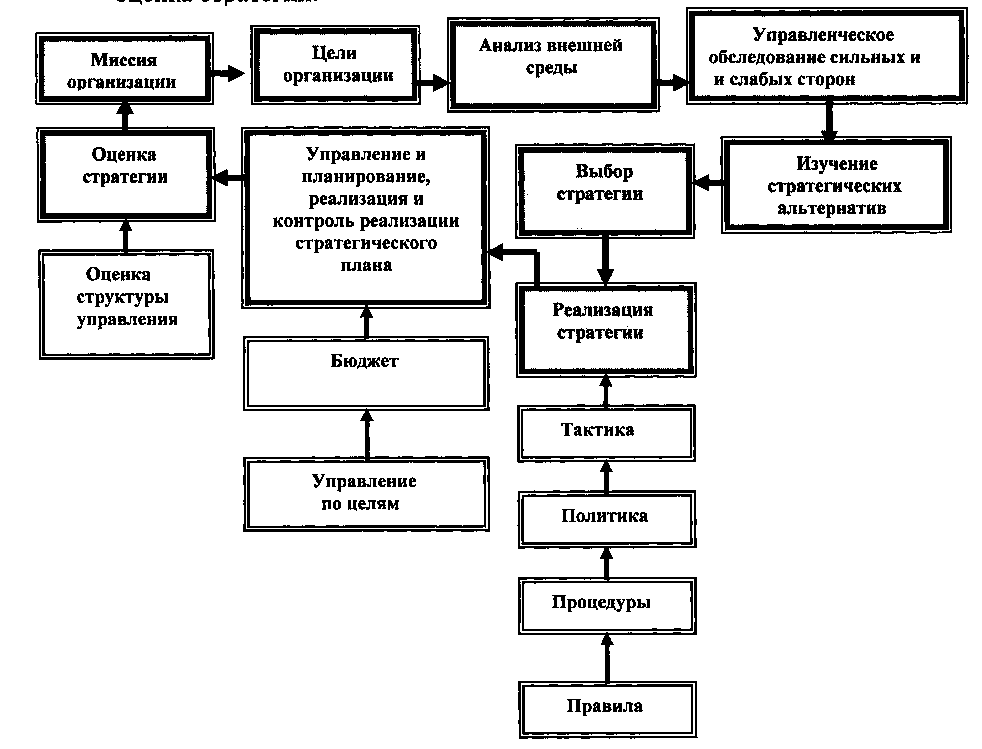 оценка стратегии.
Миссия
организации
Цели
организации
Анализ внешней
среды
Управленческое
обследование сильных и
и слабых сторон
Оценка
стратегии
Управление и
планирование,
реализация и
контроль реализации
стратегического
плана
Выбор
стратегии
Изучение
стратегических
альтернатив
Оценка
структуры
управления
Реализация
стратегии
Бюджет
Тактика
Управление
по целям
Политика
Процедуры
Правила